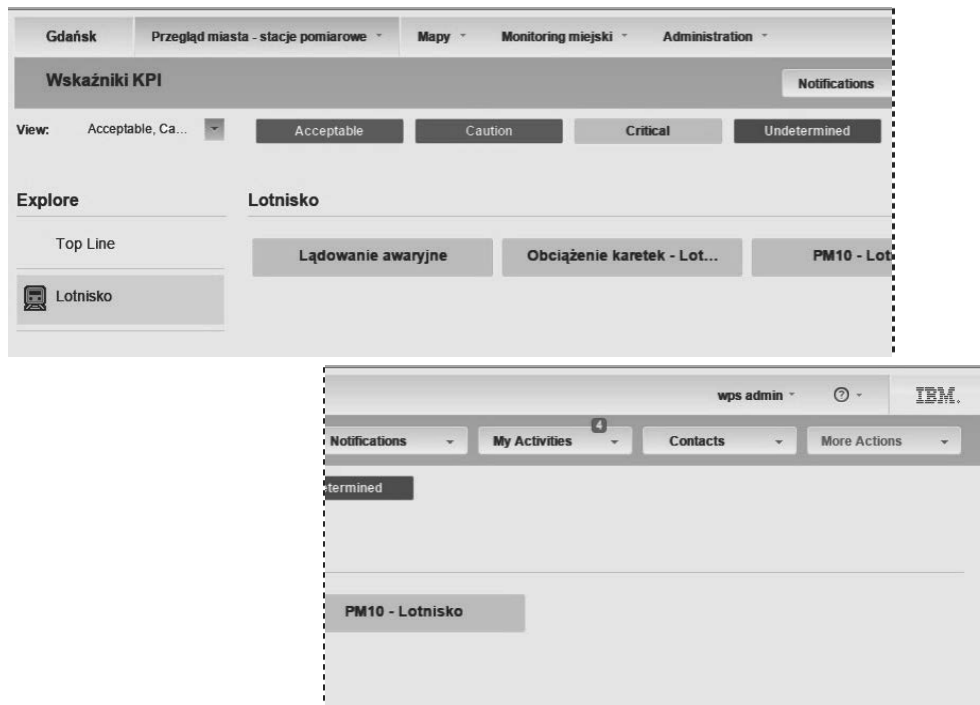 Gdańsk Przegląd miasta - stacje pomiarowe Mapy Monitoring miejski Administration
Wskaźniki KPI Notifications
View: Acceptable, Ca... Acceptable Caution Critical Undetermined
Explore Lotnisko
Top Line
Lądowanie awaryjne Obciążenie karetek - Lot... PM10 - Lot
Lotnisko
wps admin ? IBM.
Notifications My Activities 4 Contacts More Actions
termined
PM10 - Lotnisko